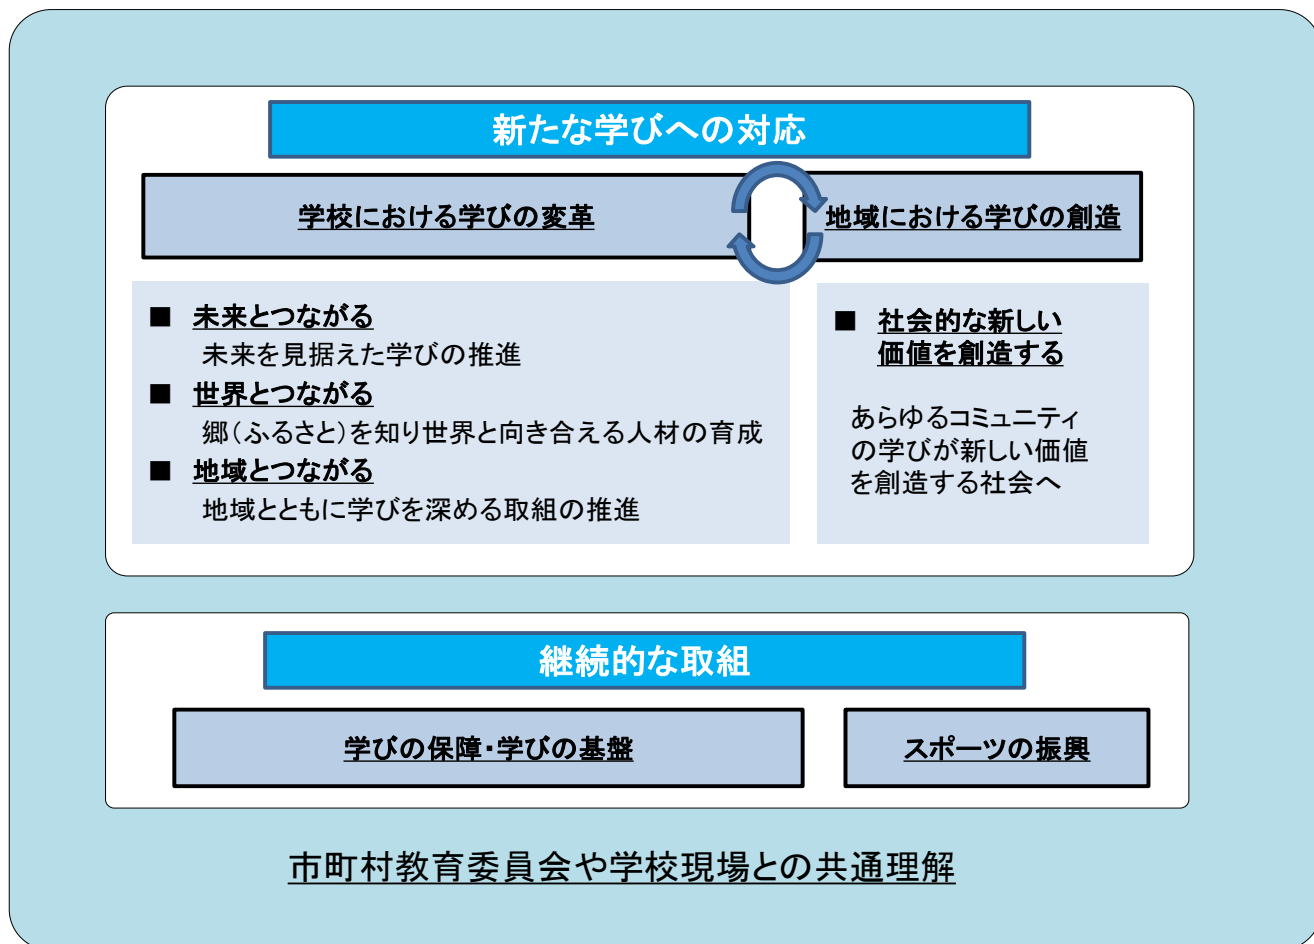 新たな学びへの対応
学校における学びの変革
地域における学びの創造
■ 未来とつながる
未来を見据えた学びの推進
■ 世界とつながる
郷(ふるさと)を知り世界と向き合える人材の育成
■ 地域とつながる
地域とともに学びを深める取組の推進
■ 社会的な新しい
価値を創造する
あらゆるコミュニティ
の学びが新しい価値
を創造する社会へ
継続的な取組
学びの保障・学びの基盤
スポーツの振興
市町村教育委員会や学校現場との共通理解